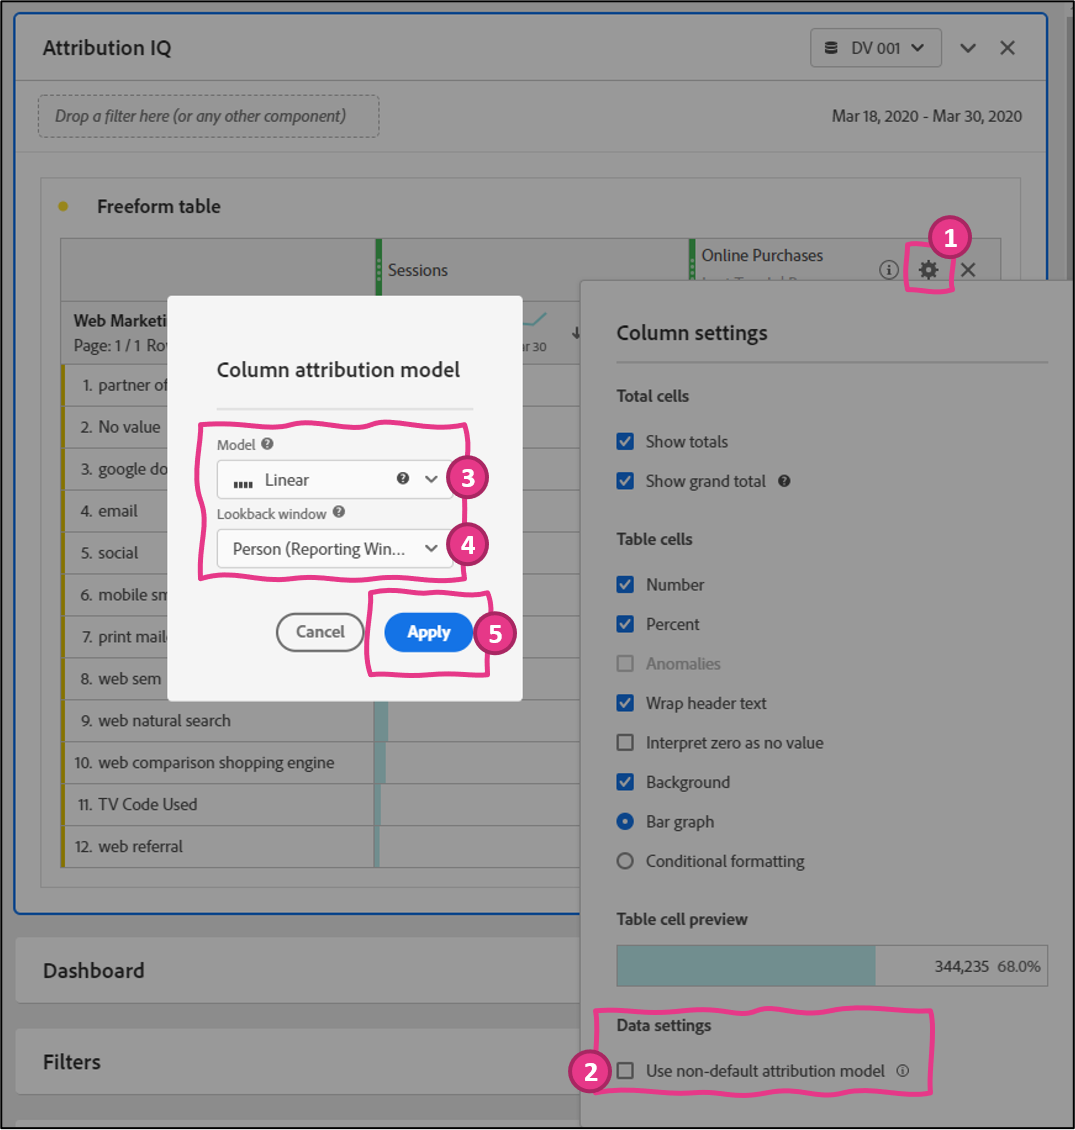 Attribution IQ
DV 001
Drop a filter here (or any other component)
Mar 18, 2020 - Mar 30, 2020
Freeform table
1
Sessions
Online Purchases
Web Marketi
Page: 1 / 1 Ro
ar 30
1. partner of
2. No value
3. google do
4. email
5. social
6. mobile sm
7. print maile
8. web sem
9. web natural search
10. web comparison shopping engine
11. TV Code Used
12. web referral
Column attribution model
Model
Linear
3
Lookback window
Person (Reporting Win...
4
Cancel
Apply
5
Column settings
Total cells
Show totals
Show grand total
Table cells
Number
Percent
Anomalies
Wrap header text
Interpret zero as no value
Background
Bar graph
Conditional formatting
Table cell preview
344,235 68.0%
Data settings
2
Use non-default attribution model
Dashboard
Filters